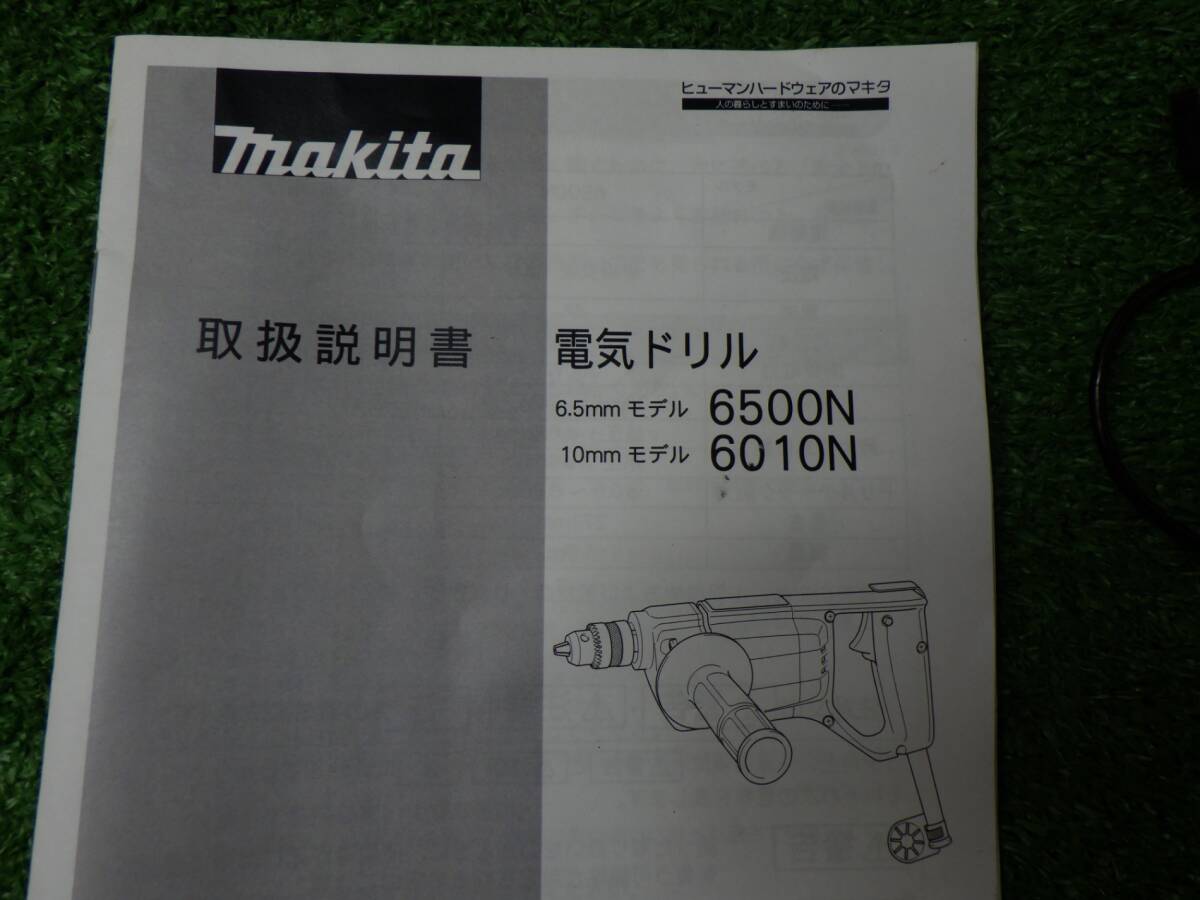 makita
ヒューマンハードウェアのマキタ
人の暮らしとすまいのために……
取扱説明書
電気ドリル
6.5mm モデル 6500N
10mm モデル 6010N